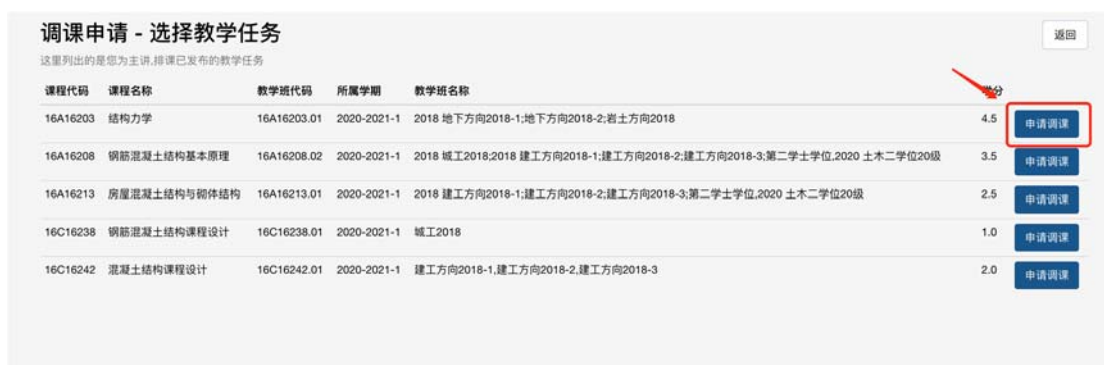 调课申请 - 选择教学任务
返回
这里列出的是您为主讲,排课已发布的教学任务
课程代码 课程名称 教学班代码 所属学期 教学班名称 学分
16A16203 结构力学 16A16203.01 2020-2021-1 2018 地下方向2018-1;地下方向2018-2;岩土方向2018 4.5 申请调课
16A16208 钢筋混凝土结构基本原理 16A16208.02 2020-2021-1 2018 城工2018;2018 建工方向2018-1;建工方向2018-2;建工方向2018-3;第二学士学位,2020 土木二学位20级 3.5 申请调课
16A16213 房屋混凝土结构与砌体结构 16A16213.01 2020-2021-1 2018 建工方向2018-1;建工方向2018-2;建工方向2018-3;第二学士学位,2020 土木二学位20级 2.5 申请调课
16C16238 钢筋混凝土结构课程设计 16C16238.01 2020-2021-1 城工2018 1.0 申请调课
16C16242 混凝土结构课程设计 16C16242.01 2020-2021-1 建工方向2018-1,建工方向2018-2,建工方向2018-3 2.0 申请调课